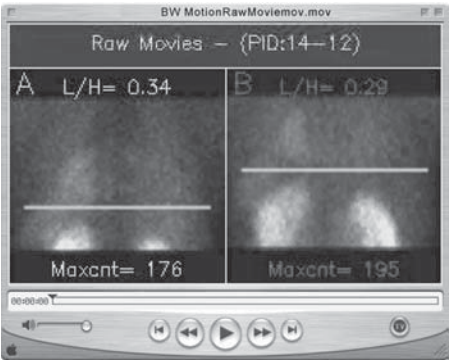 BW MotionRawMoviemov.mov
Raw Movies – (PID:14–12)
A L/H= 0.34
B L/H= 0.29
Maxcnt= 176
Maxcnt= 195
00:00:00